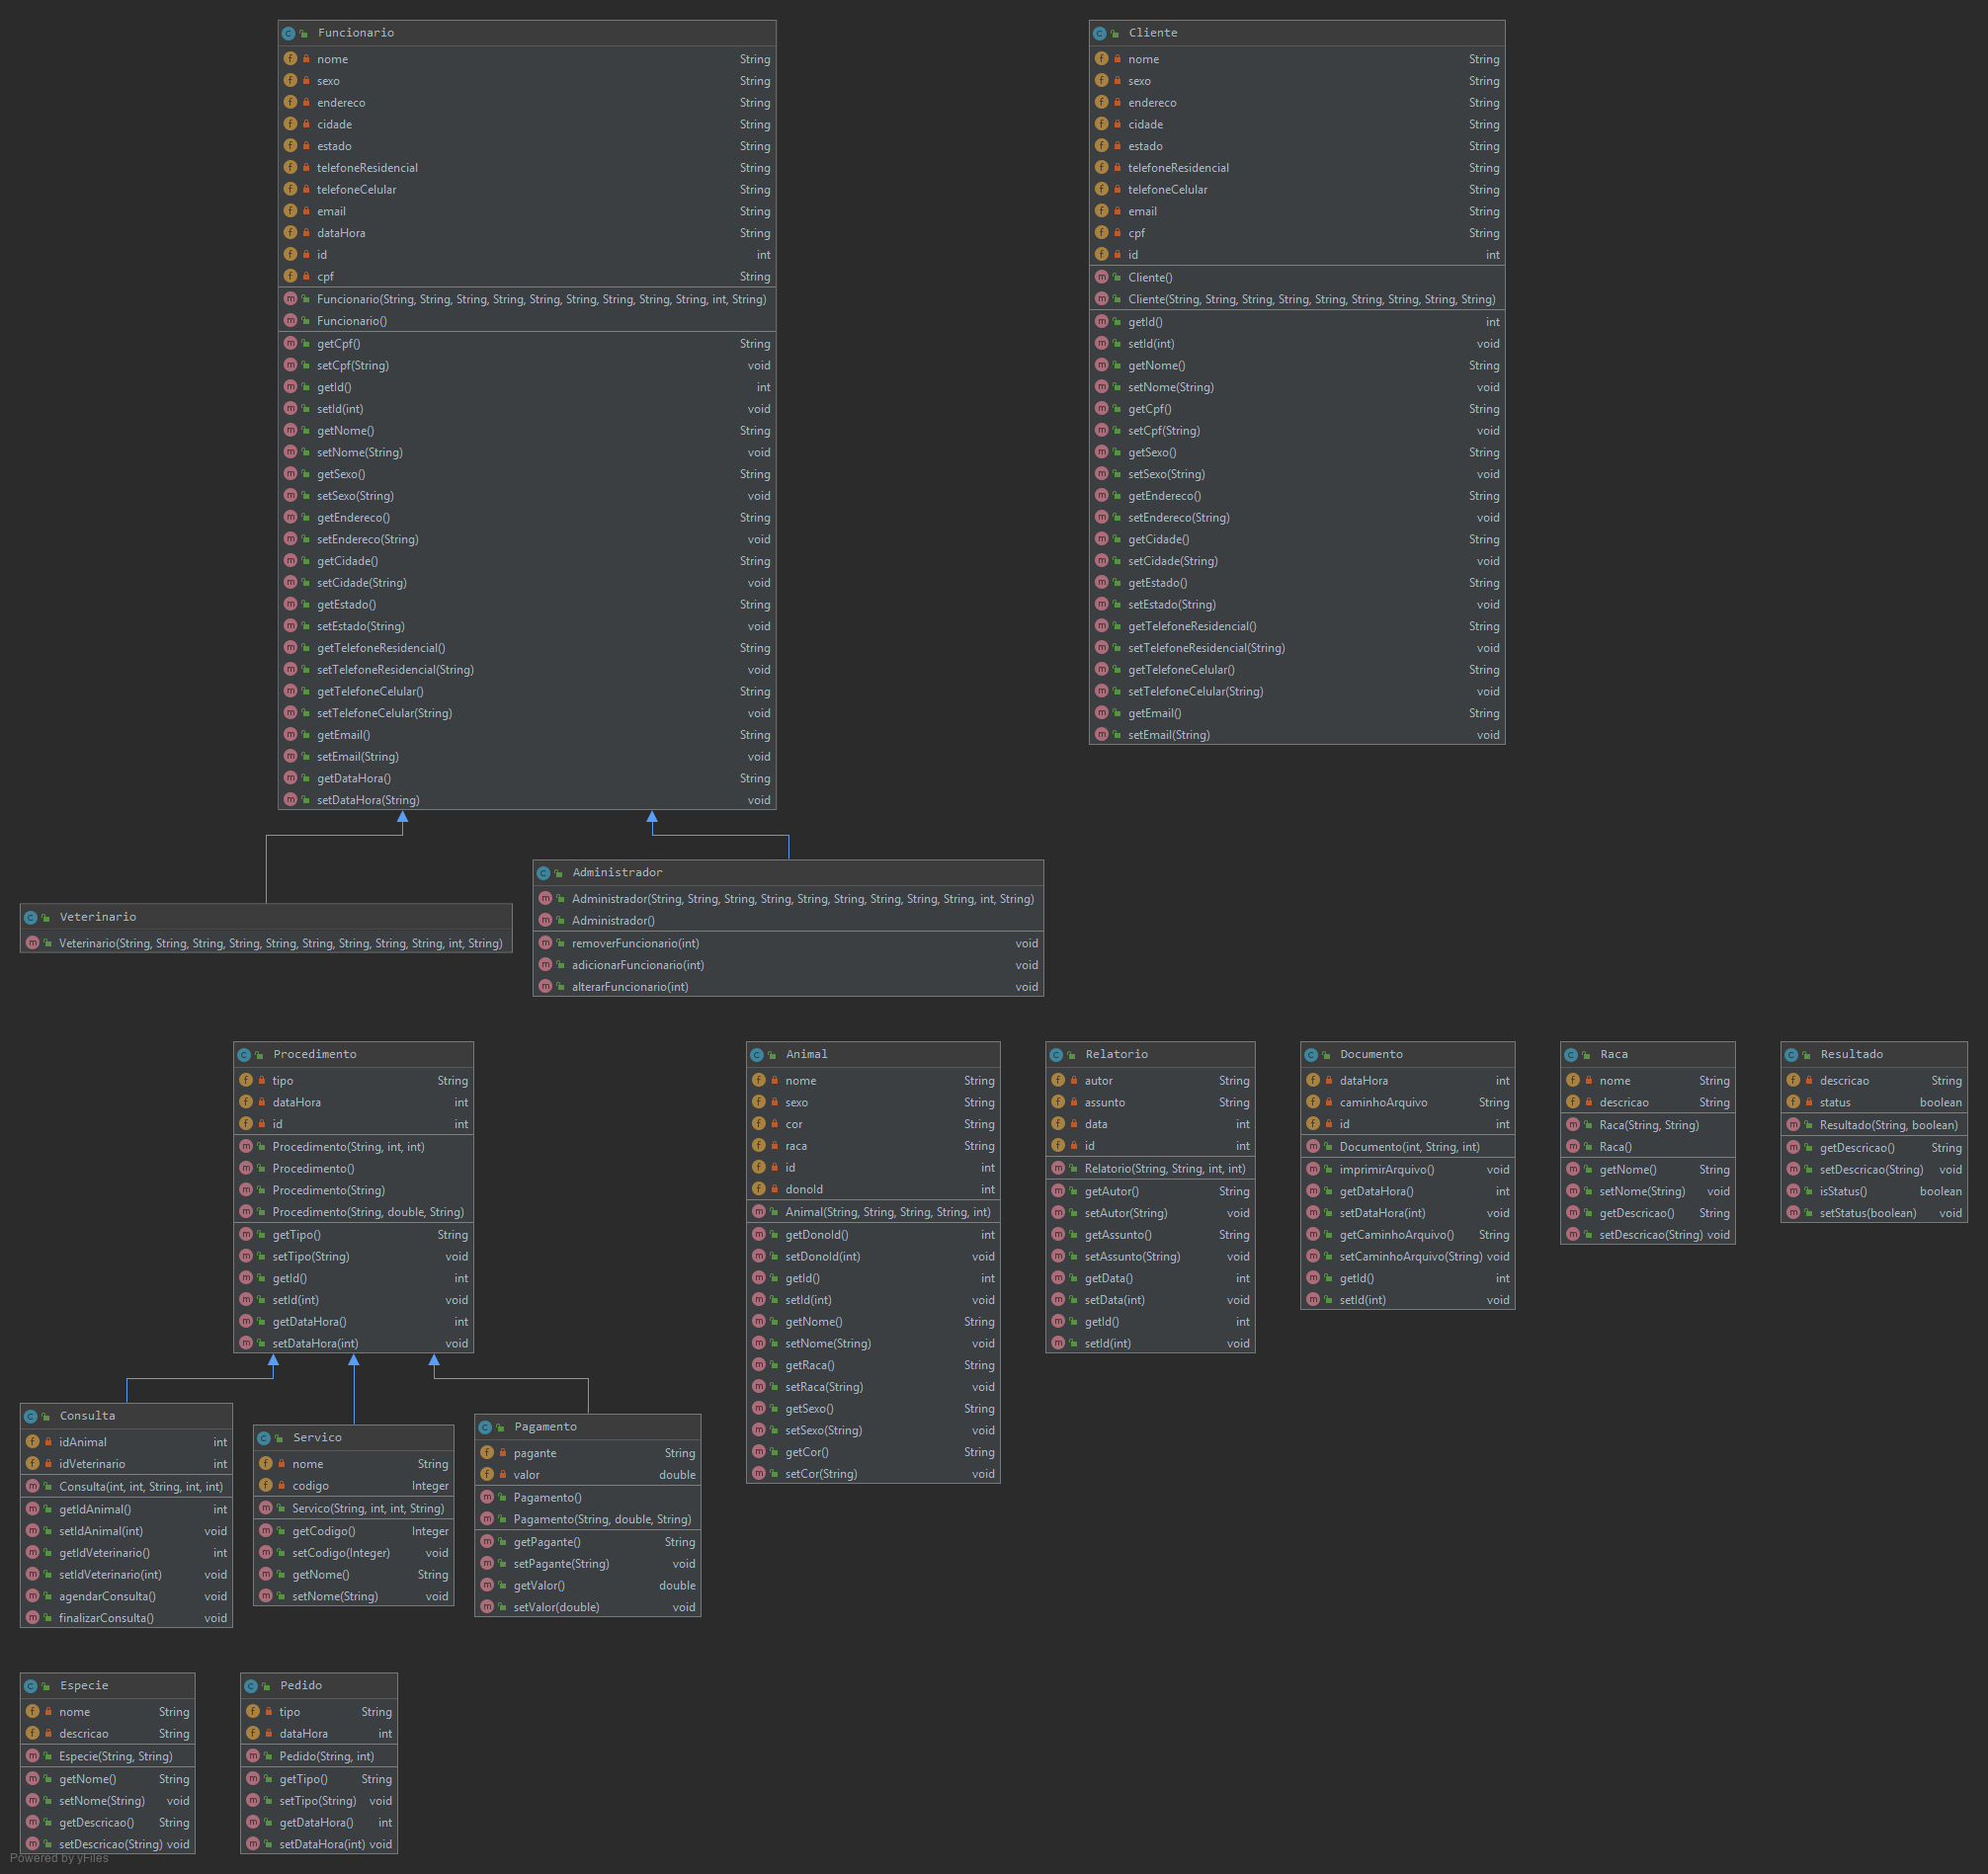 Funcionario
nome String
sexo String
endereco String
cidade String
estado String
telefoneResidencial String
telefoneCelular String
email String
dataHora String
id int
cpf String
Funcionario(String, String, String, String, String, String, String, String, String, int, String)
Funcionario()
getCpf() String
setCpf(String) void
getId() int
setId(int) void
getNome() String
setNome(String) void
getSexo() String
setSexo(String) void
getEndereco() String
setEndereco(String) void
getCidade() String
setCidade(String) void
getEstado() String
setEstado(String) void
getTelefoneResidencial() String
setTelefoneResidencial(String) void
getTelefoneCelular() String
setTelefoneCelular(String) void
getEmail() String
setEmail(String) void
getDataHora() String
setDataHora(String) void
Cliente
nome String
sexo String
endereco String
cidade String
estado String
telefoneResidencial String
telefoneCelular String
email String
cpf String
id int
Cliente()
Cliente(String, String, String, String, String, String, String, String, String)
getId() int
setId(int) void
getNome() String
setNome(String) void
getCpf() String
setCpf(String) void
getSexo() String
setSexo(String) void
getEndereco() String
setEndereco(String) void
getCidade() String
setCidade(String) void
getEstado() String
setEstado(String) void
getTelefoneResidencial() String
setTelefoneResidencial(String) void
getTelefoneCelular() String
setTelefoneCelular(String) void
getEmail() String
setEmail(String) void
Veterinario
Veterinario(String, String, String, String, String, String, String, String, String, int, String)
Administrador
Administrador(String, String, String, String, String, String, String, String, String, int, String)
Administrador()
removerFuncionario(int) void
adicionarFuncionario(int) void
alterarFuncionario(int) void
Procedimento
tipo String
dataHora int
id int
Procedimento(String, int, int)
Procedimento()
Procedimento(String)
Procedimento(String, double, String)
getTipo() String
setTipo(String) void
getId() int
setId(int) void
getDataHora() int
setDataHora(int) void
Animal
nome String
sexo String
cor String
raca String
id int
donoId int
Animal(String, String, String, String, int)
getDonoId() int
setDonoId(int) void
getId() int
setId(int) void
getNome() String
setNome(String) void
getRaca() String
setRaca(String) void
getSexo() String
setSexo(String) void
getCor() String
setCor(String) void
Relatorio
autor String
assunto String
data int
id int
Relatorio(String, String, int, int)
getAutor() String
setAutor(String) void
getAssunto() String
setAssunto(String) void
getData() int
setData(int) void
getId() int
setId(int) void
Documento
dataHora int
caminhoArquivo String
id int
Documento(int, String, int)
imprimirArquivo() void
getDataHora() int
setDataHora(int) void
getCaminhoArquivo() String
setCaminhoArquivo(String) void
getId() int
setId(int) void
Raca
nome String
descricao String
Raca(String, String)
Raca()
getNome() String
setNome(String) void
getDescricao() String
setDescricao(String) void
Resultado
descricao String
status boolean
Resultado(String, boolean)
getDescricao() String
setDescricao(String) void
isStatus() boolean
setStatus(boolean) void
Consulta
idAnimal int
idVeterinario int
Consulta(int, int, String, int, int)
getIdAnimal() int
setIdAnimal(int) void
getIdVeterinario() int
setIdVeterinario(int) void
agendarConsulta() void
finalizarConsulta() void
Servico
nome String
codigo Integer
Servico(String, int, int, String)
getCodigo() Integer
setCodigo(Integer) void
getNome() String
setNome(String) void
Pagamento
pagante String
valor double
Pagamento()
Pagamento(String, double, String)
getPagante() String
setPagante(String) void
getValor() double
setValor(double) void
Especie
nome String
descricao String
Especie(String, String)
getNome() String
setNome(String) void
getDescricao() String
setDescricao(String) void
Pedido
tipo String
dataHora int
Pedido(String, int)
getTipo() String
setTipo(String) void
getDataHora() int
setDataHora(int) void
Powered by yFiles